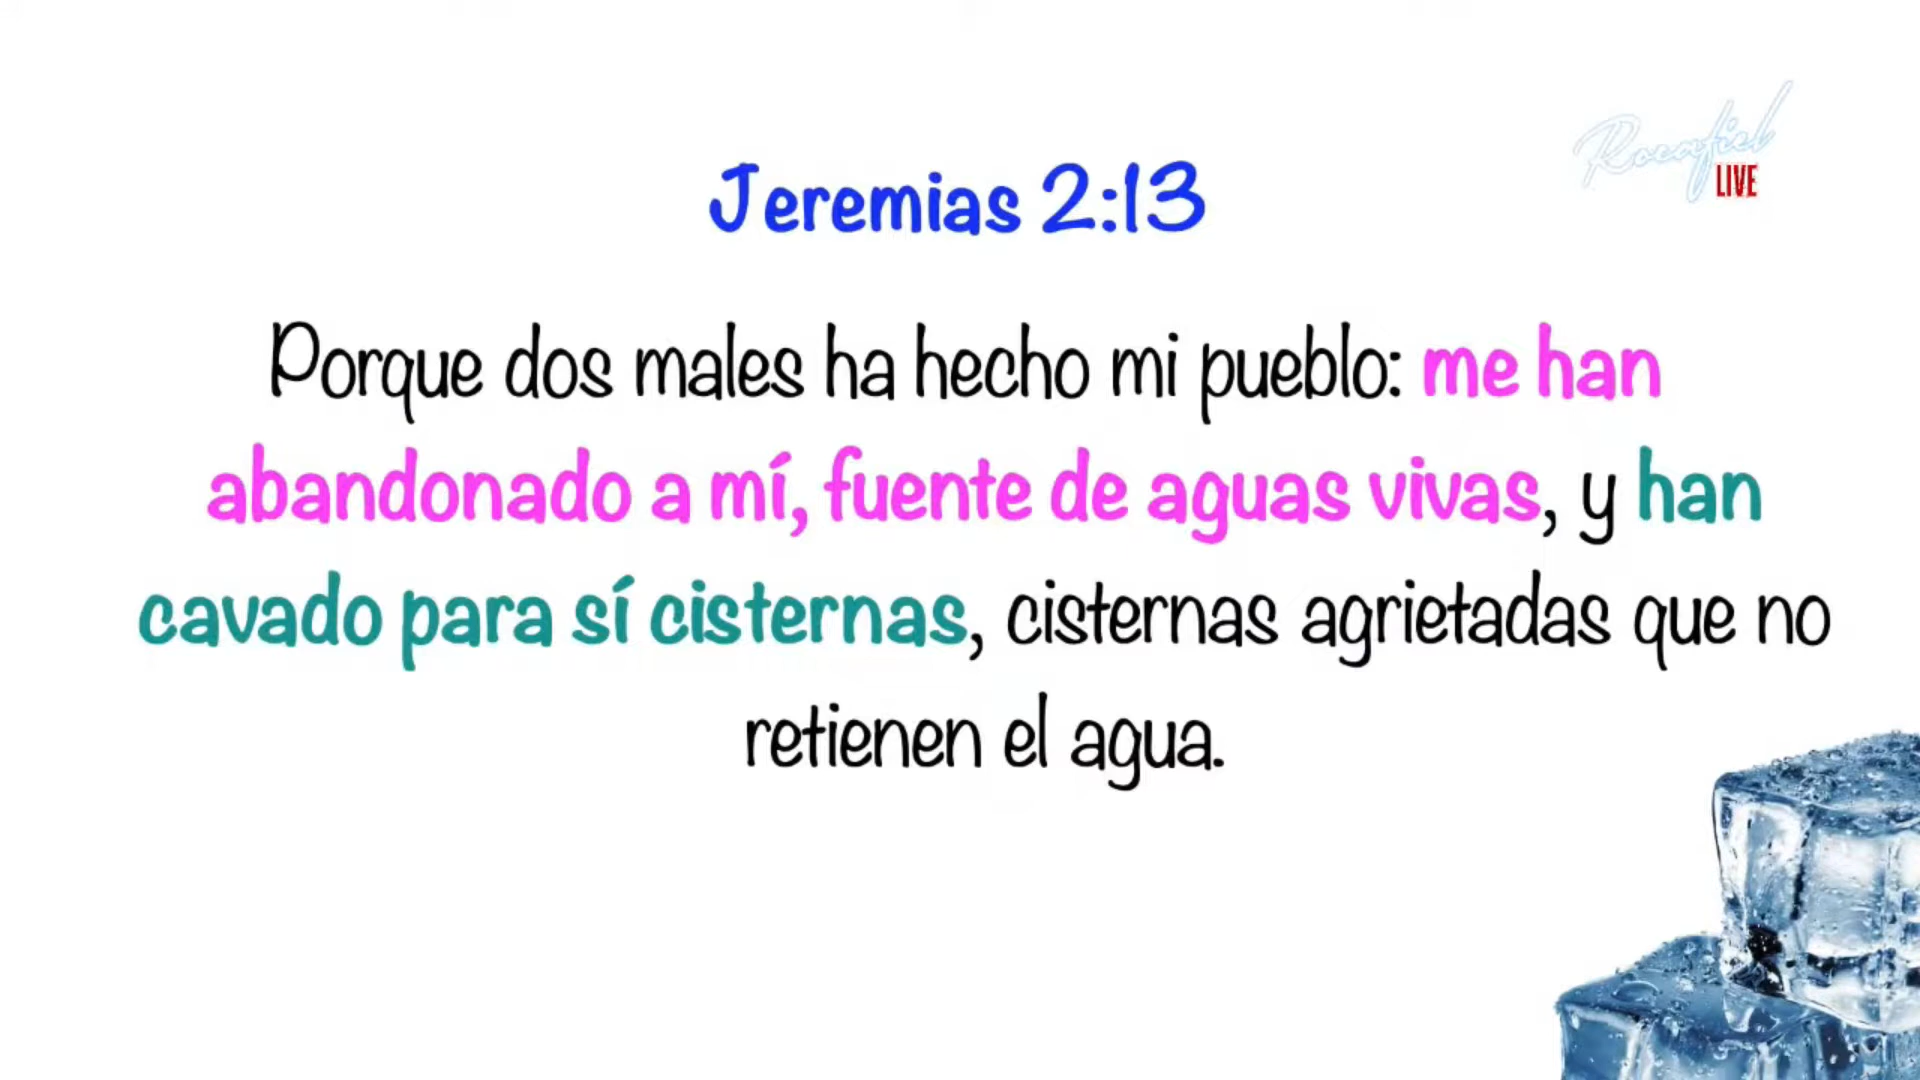 Rocafiel
LIVE
Jeremias 2:13
Porque dos males ha hecho mi pueblo: me han
abandonado a mí, fuente de aguas vivas, y han
cavado para sí cisternas, cisternas agrietadas que no
retienen el agua.